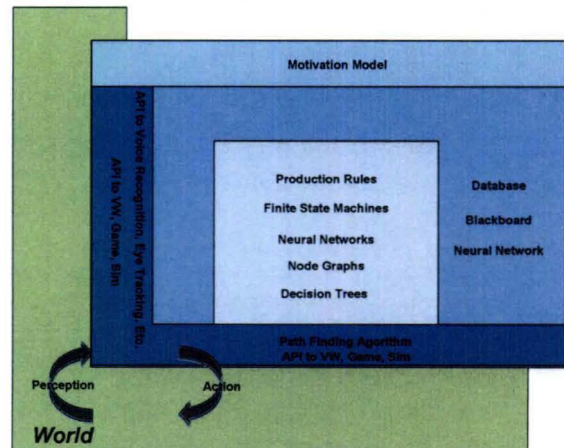 Motivation Model
API to Voice Recognition, Eye Tracking, Etc.
API to VW, Game, Sim
Production Rules
Finite State Machines
Neural Networks
Node Graphs
Decision Trees
Database
Blackboard
Neural Network
Path Finding Algorithm
API to VW, Game, Sim
Perception
Action
World